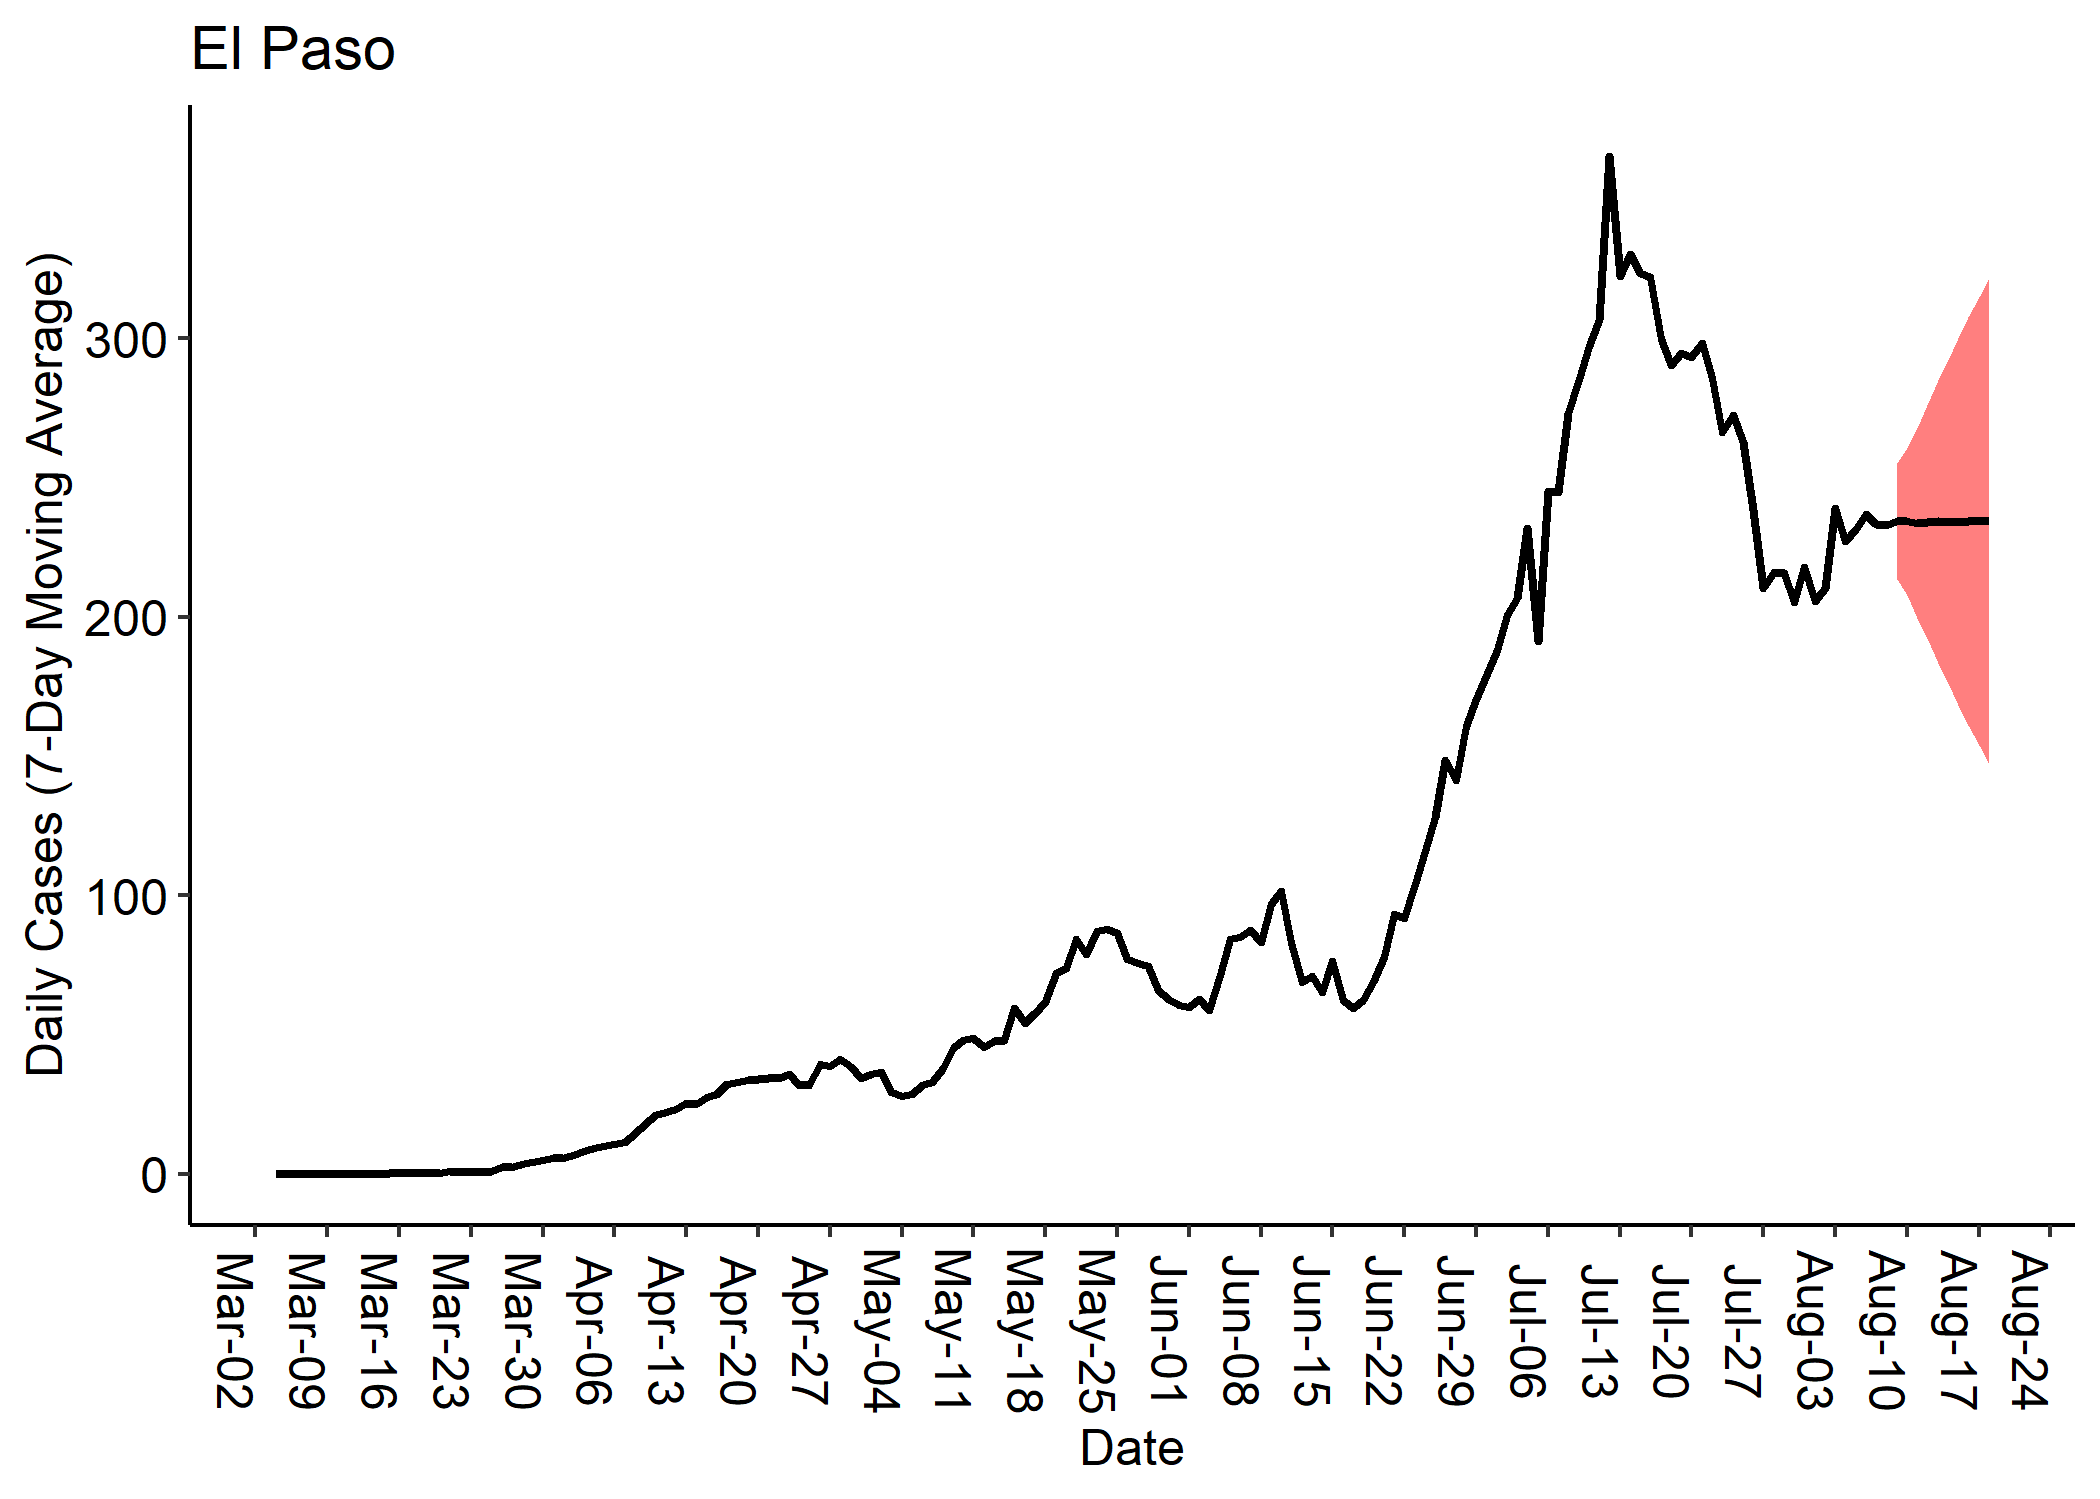 El Paso
Daily Cases (7-Day Moving Average)
300
200
100
0
Mar-02
Mar-09
Mar-16
Mar-23
Mar-30
Apr-06
Apr-13
Apr-20
Apr-27
May-04
May-11
May-18
May-25
Jun-01
Jun-08
Jun-15
Jun-22
Jun-29
Jul-06
Jul-13
Jul-20
Jul-27
Aug-03
Aug-10
Aug-17
Aug-24
Date